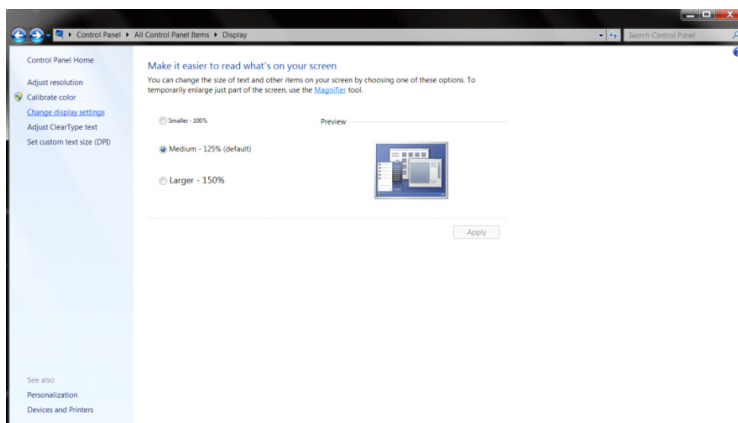 Control Panel ▸ All Control Panel Items ▸ Display
Search Control Panel
Control Panel Home
Adjust resolution
Calibrate color
Change display settings
Adjust ClearType text
Set custom text size (DPI)
See also
Personalization
Devices and Printers
Make it easier to read what's on your screen
You can change the size of text and other items on your screen by choosing one of these options. To
temporarily enlarge just part of the screen, use the Magnifier tool.
Smaller - 100%
Preview
Medium - 125% (default)
Larger - 150%
Apply